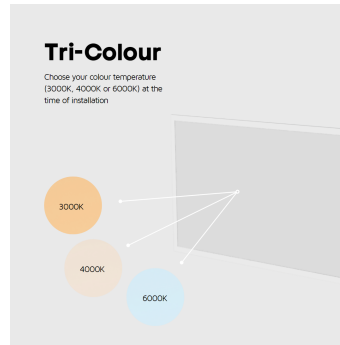 Tri-Colour
Choose your colour temperature
(3000K, 4000K or 6000K) at the
time of installation
3000K
4000K
6000K